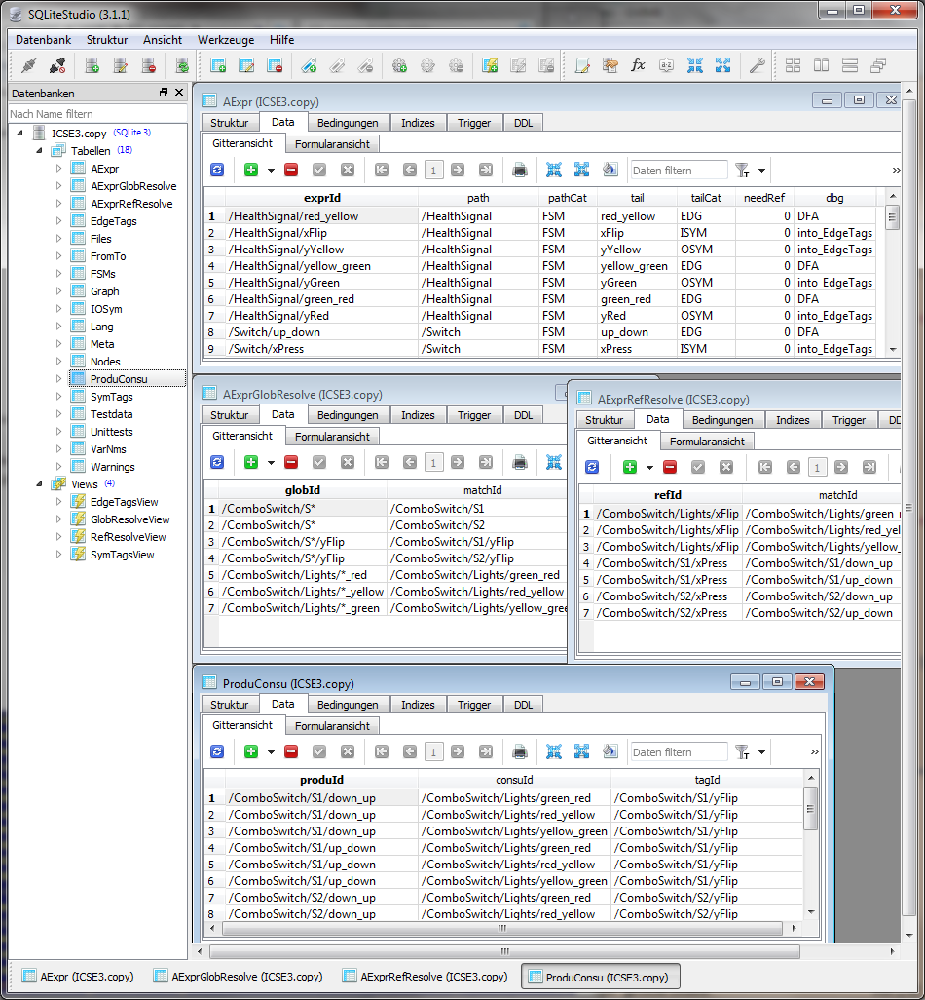 SQLiteStudio (3.1.1)
Datenbank Struktur Ansicht Werkzeuge Hilfe
Datenbanken
Nach Name filtern
ICSE3.copy (SQLite 3)
Tabellen (18)
AExpr
AExprGlobResolve
AExprRefResolve
EdgeTags
Files
FromTo
FSMs
Graph
IOSym
Lang
Meta
Nodes
ProduConsu
SymTags
Testdata
Unittests
VarNms
Warnings
Views (4)
EdgeTagsView
GlobResolveView
RefResolveView
SymTagsView
AExpr (ICSE3.copy)
Struktur Data Bedingungen Indizes Trigger DDL
Gitteransicht Formularansicht
1 Daten filtern »
exprId path pathCat tail tailCat needRef dbg
1 /HealthSignal/red_yellow /HealthSignal FSM red_yellow EDG 0 DFA
2 /HealthSignal/xFlip /HealthSignal FSM xFlip ISYM 0 into_EdgeTags
3 /HealthSignal/yYellow /HealthSignal FSM yYellow OSYM 0 into_EdgeTags
4 /HealthSignal/yellow_green /HealthSignal FSM yellow_green EDG 0 DFA
5 /HealthSignal/yGreen /HealthSignal FSM yGreen OSYM 0 into_EdgeTags
6 /HealthSignal/green_red /HealthSignal FSM green_red EDG 0 DFA
7 /HealthSignal/yRed /HealthSignal FSM yRed OSYM 0 into_EdgeTags
8 /Switch/up_down /Switch FSM up_down EDG 0 DFA
9 /Switch/xPress /Switch FSM xPress ISYM 0 into_EdgeTags
AExprGlobResolve (ICSE3.copy)
Struktur Data Bedingungen Indizes Trigger DDL
Gitteransicht Formularansicht
1
globId matchId
1 /ComboSwitch/S* /ComboSwitch/S1
2 /ComboSwitch/S* /ComboSwitch/S2
3 /ComboSwitch/S*/yFlip /ComboSwitch/S1/yFlip
4 /ComboSwitch/S*/yFlip /ComboSwitch/S2/yFlip
5 /ComboSwitch/Lights/*_red /ComboSwitch/Lights/green_red
6 /ComboSwitch/Lights/*_yellow /ComboSwitch/Lights/red_yellow
7 /ComboSwitch/Lights/*_green /ComboSwitch/Lights/yellow_gree
AExprRefResolve (ICSE3.copy)
Struktur Data Bedingungen Indizes Trigger DD
Gitteransicht Formularansicht
1
refId matchId
1 /ComboSwitch/Lights/xFlip /ComboSwitch/Lights/green_
2 /ComboSwitch/Lights/xFlip /ComboSwitch/Lights/red_yel
3 /ComboSwitch/Lights/xFlip /ComboSwitch/Lights/yellow_
4 /ComboSwitch/S1/xPress /ComboSwitch/S1/down_up
5 /ComboSwitch/S1/xPress /ComboSwitch/S1/up_down
6 /ComboSwitch/S2/xPress /ComboSwitch/S2/down_up
7 /ComboSwitch/S2/xPress /ComboSwitch/S2/up_down
ProduConsu (ICSE3.copy)
Struktur Data Bedingungen Indizes Trigger DDL
Gitteransicht Formularansicht
1 Daten filtern »
produId consuId tagId
1 /ComboSwitch/S1/down_up /ComboSwitch/Lights/green_red /ComboSwitch/S1/yFlip
2 /ComboSwitch/S1/down_up /ComboSwitch/Lights/red_yellow /ComboSwitch/S1/yFlip
3 /ComboSwitch/S1/down_up /ComboSwitch/Lights/yellow_green /ComboSwitch/S1/yFlip
4 /ComboSwitch/S1/up_down /ComboSwitch/Lights/green_red /ComboSwitch/S1/yFlip
5 /ComboSwitch/S1/up_down /ComboSwitch/Lights/red_yellow /ComboSwitch/S1/yFlip
6 /ComboSwitch/S1/up_down /ComboSwitch/Lights/yellow_green /ComboSwitch/S1/yFlip
7 /ComboSwitch/S2/down_up /ComboSwitch/Lights/green_red /ComboSwitch/S2/yFlip
8 /ComboSwitch/S2/down_up /ComboSwitch/Lights/red_yellow /ComboSwitch/S2/yFlip
AExpr (ICSE3.copy) AExprGlobResolve (ICSE3.copy) AExprRefResolve (ICSE3.copy) ProduConsu (ICSE3.copy)